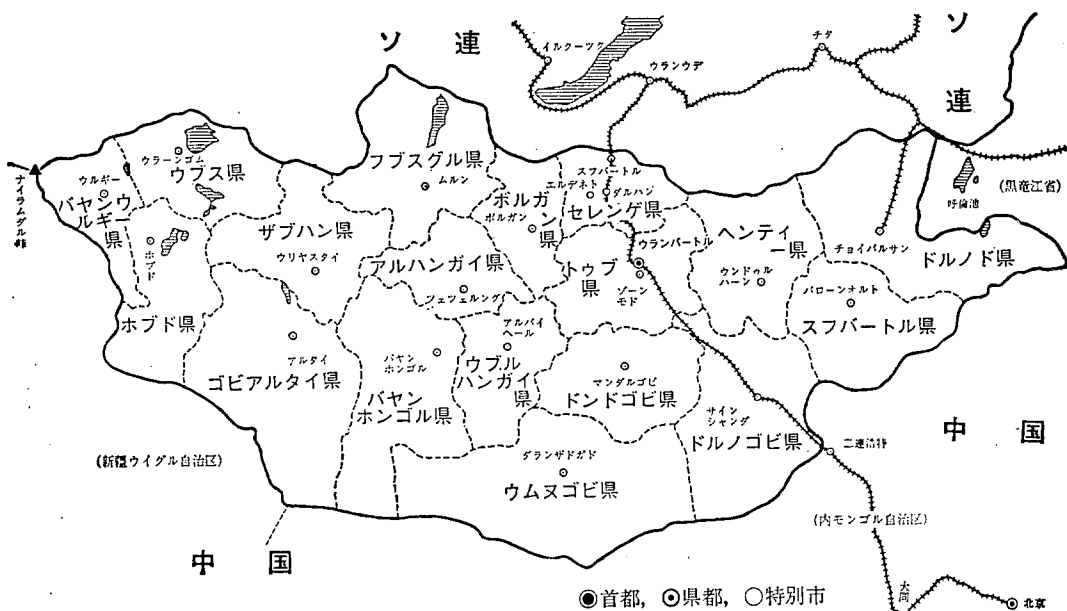 ソ連
イルクーツク
ウランウデ
チタ
ソ連
ナイラムダル峰
ウルギー
バヤンウルギー県
ウラーンゴム
ウブス県
ホブド
ホブド県
フブスグル県
ムルン
ザブハン県
ウリヤスタイ
アルハンガイ県
ツェツェルレグ
ボルガン県
ボルガン
スフバートル
エルデネト
ダルハン
セレンゲ県
ウランバートル
トゥブ県
ゾーンモド
ヘンティー県
ウンドゥルハーン
チョイバルサン
ドルノド県
(黒竜江省)
呼倫池
バローンオルト
スフバートル県
アルタイ
ゴビアルタイ県
バヤンホンゴル
バヤンホンゴル県
アルバイヘール
ウブルハンガイ県
マンダルゴビ
ドンドゴビ県
サインシャンダ
ドルノゴビ県
二連浩特
ダランザドガド
ウムヌゴビ県
(新疆ウイグル自治区)
(内モンゴル自治区)
中国
中国
大同
北京
◉首都, ⊙県都, ○特別市